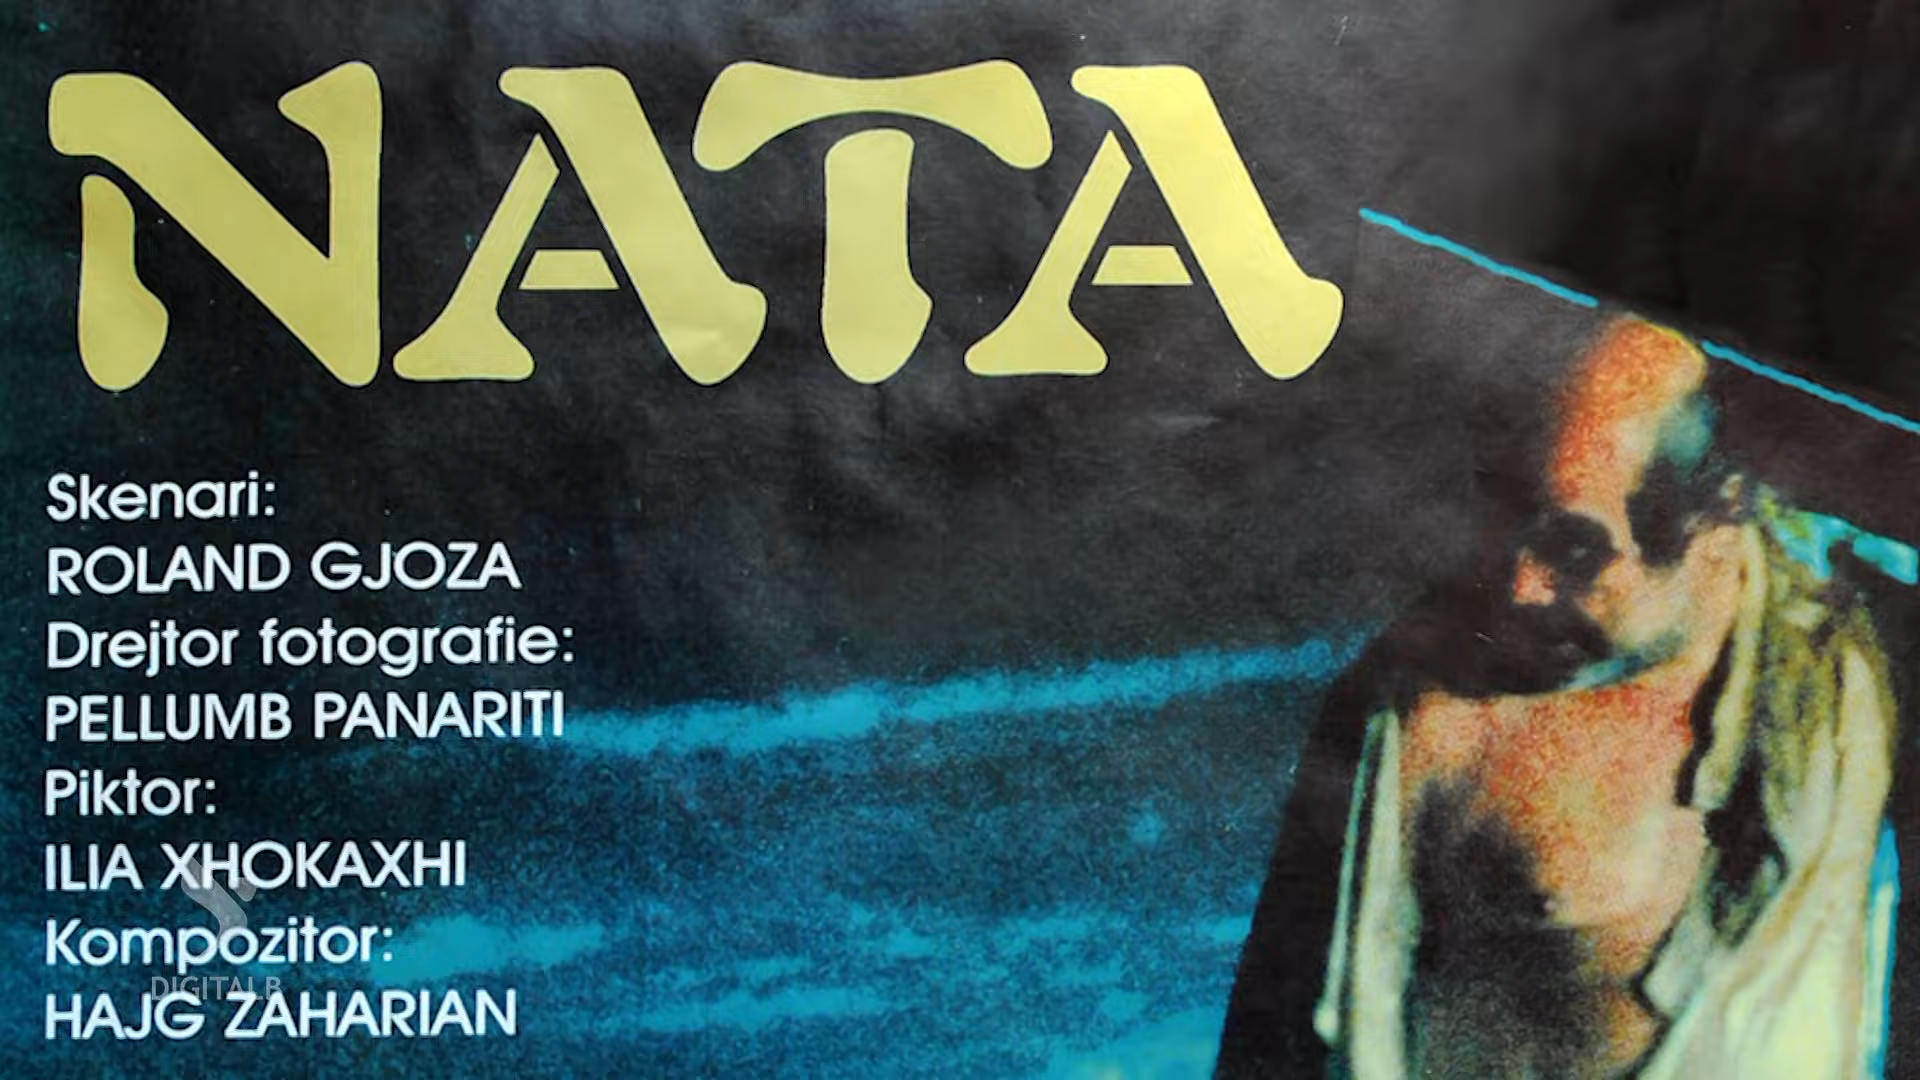 NATA
Skenari:
ROLAND GJOZA
Drejtor fotografie:
PELLUMB PANARITI
Piktor:
ILIA XHOKAXHI
Kompozitor:
HAJG ZAHARIAN
DIGITALB